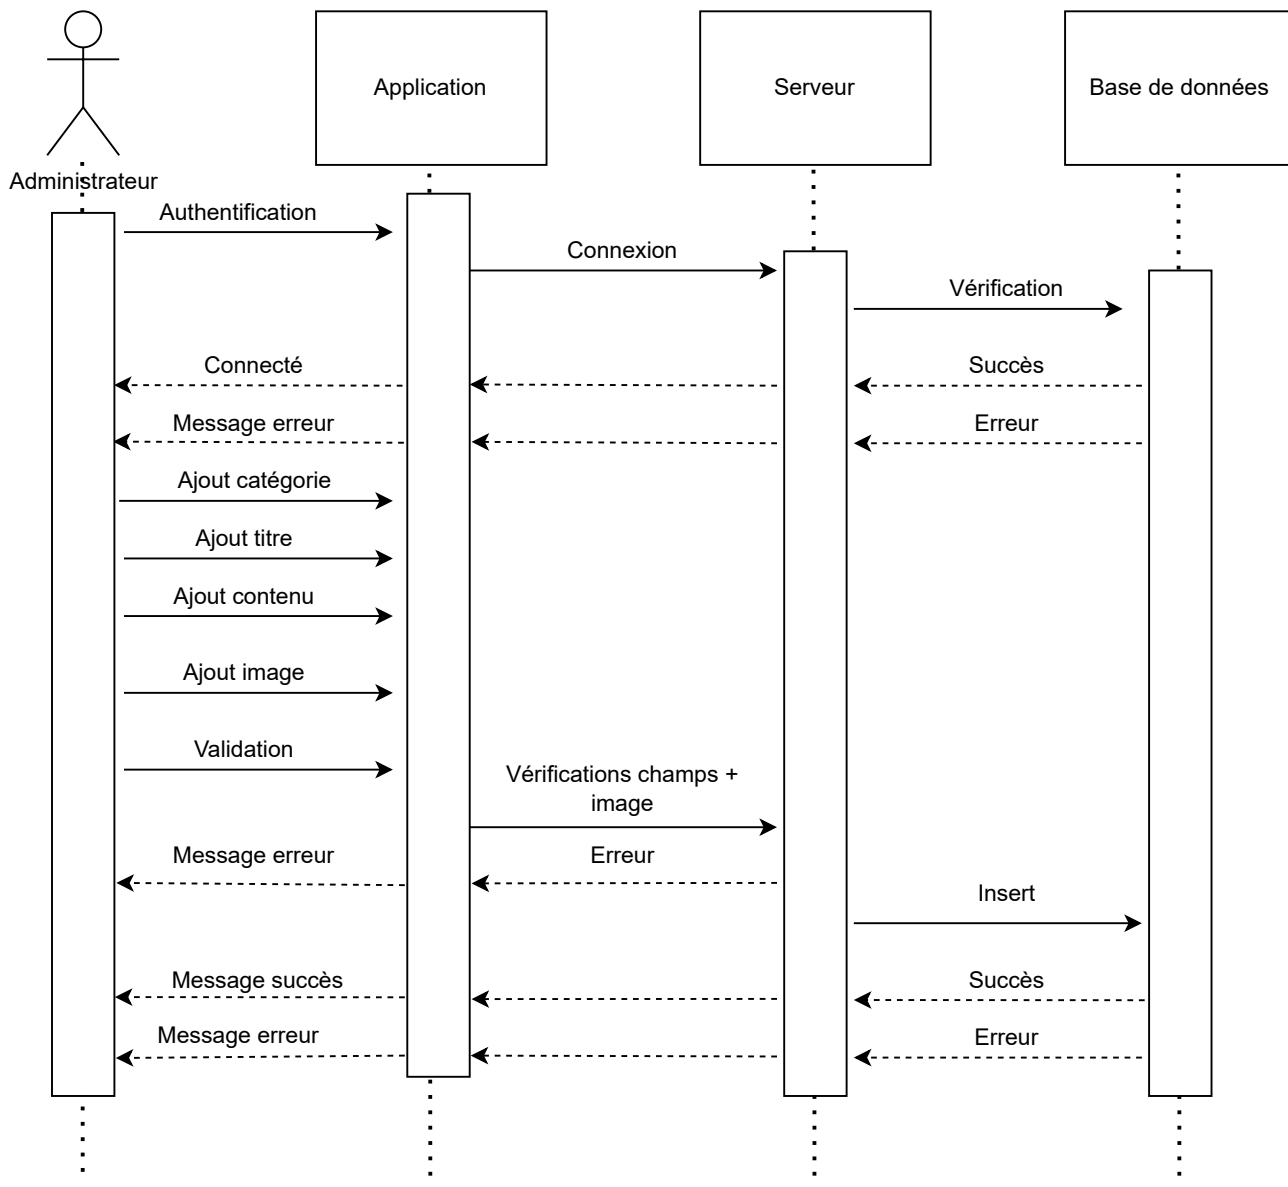 Application
Serveur
Base de données
Administrateur
Authentification
Connexion
Vérification
Connecté
Succès
Message erreur
Erreur
Ajout catégorie
Ajout titre
Ajout contenu
Ajout image
Validation
Vérifications champs +
image
Message erreur
Erreur
Insert
Message succès
Succès
Message erreur
Erreur